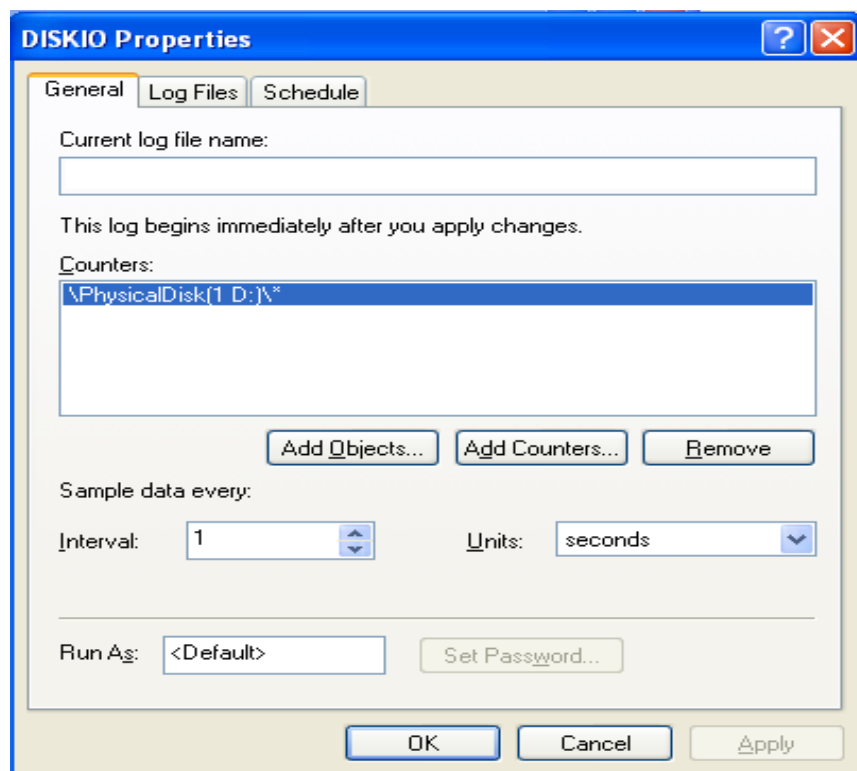 DISKIO Properties
General Log Files Schedule
Current log file name:
This log begins immediately after you apply changes.
Counters:
\PhysicalDisk(1 D:)\*
Add Objects... Add Counters... Remove
Sample data every:
Interval: 1 Units: seconds
Run As: <Default> Set Password...
OK Cancel Apply